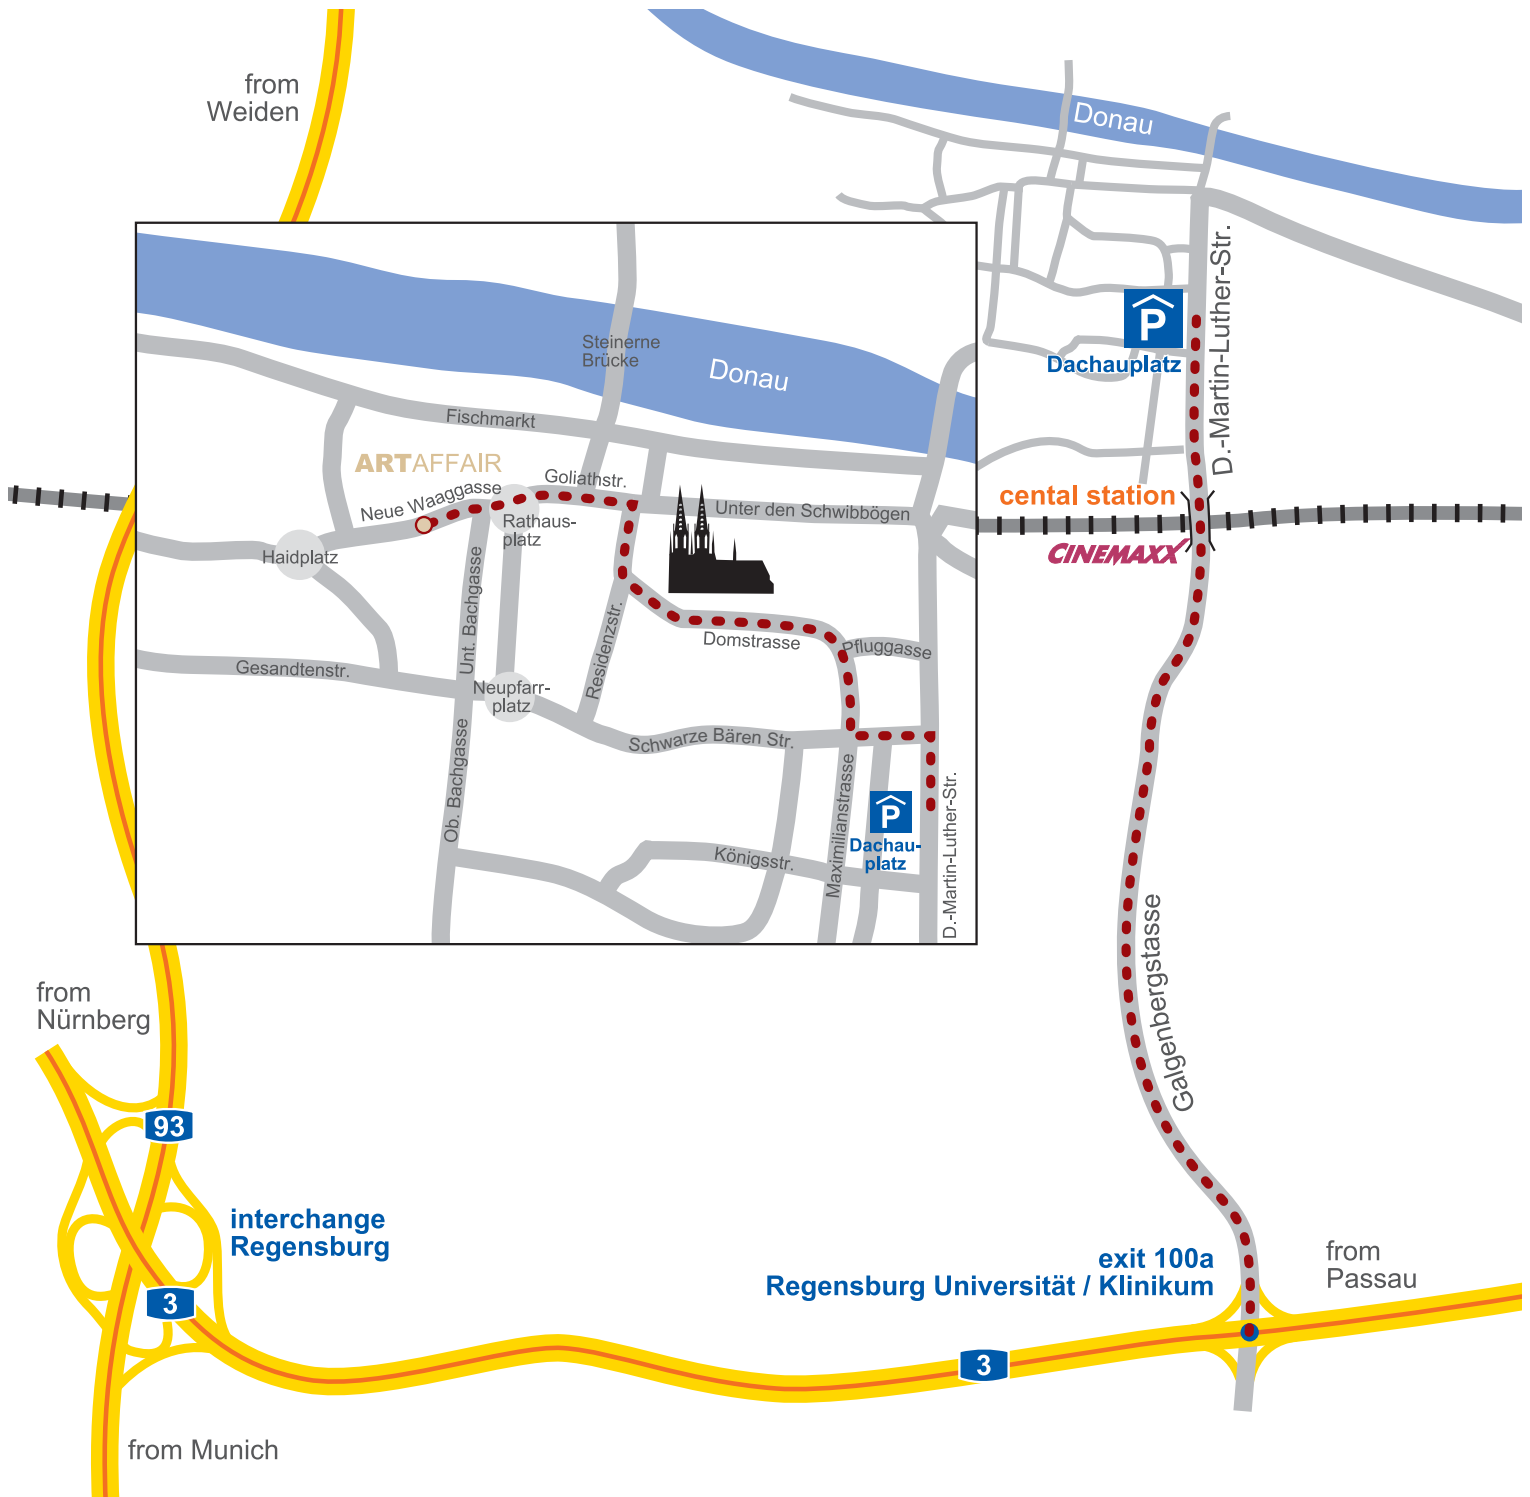 from
Weiden
Donau
D.-Martin-Luther-Str.
P
Dachauplatz
cental station
CINEMAXX
Steinerne
Brücke
Donau
Fischmarkt
ARTAFFAIR
Goliathstr.
Neue Waaggasse
Rathaus-
platz
Unter den Schwibbögen
Haidplatz
Unt. Bachgasse
Residenzstr.
Domstrasse
Pfluggasse
Gesandtenstr.
Neupfarr-
platz
Schwarze Bären Str.
Ob. Bachgasse
Maximilianstrasse
P
Dachau-
platz
D.-Martin-Luther-Str.
Königsstr.
Galgenbergstasse
from
Nürnberg
93
interchange
Regensburg
3
exit 100a
Regensburg Universität / Klinikum
from
Passau
3
from Munich